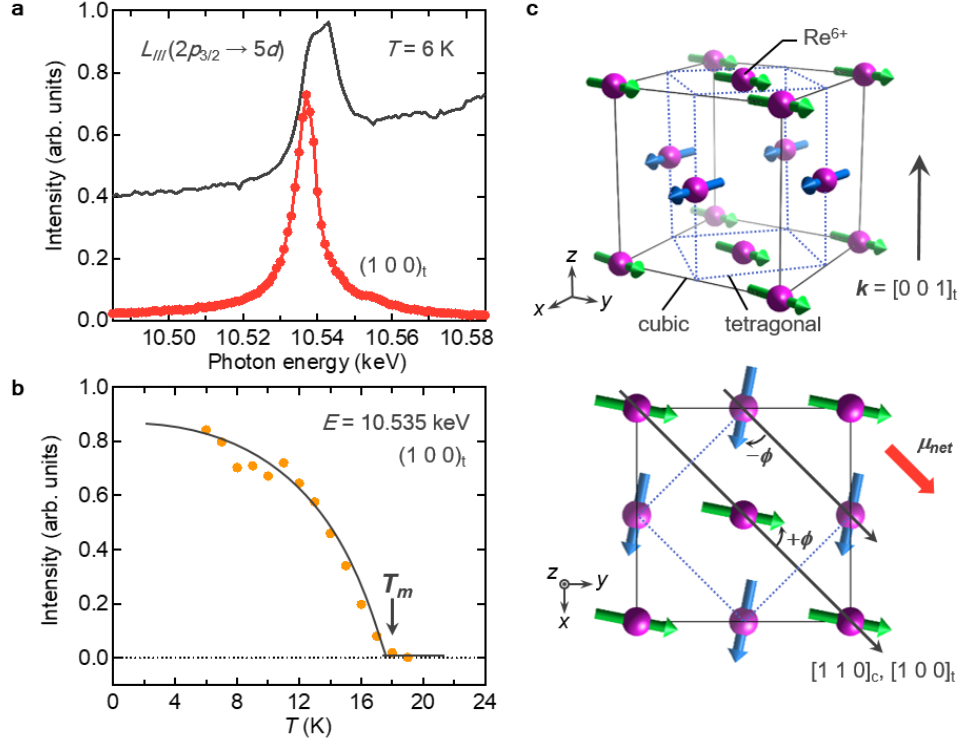 a
L_III (2p_3/2 → 5d)
T = 6 K
(1 0 0)_t
Intensity (arb. units)
1.0
0.8
0.6
0.4
0.2
0.0
10.50
10.52
10.54
10.56
10.58
Photon energy (keV)
b
E = 10.535 keV
(1 0 0)_t
T_m
Intensity (arb. units)
1.0
0.8
0.6
0.4
0.2
0.0
0
4
8
12
16
20
24
T (K)
c
Re^6+
z
x
y
cubic
tetragonal
k = [0 0 1]_t
μ_net
−ϕ
+ϕ
z
y
x
[1 1 0]_c, [1 0 0]_t